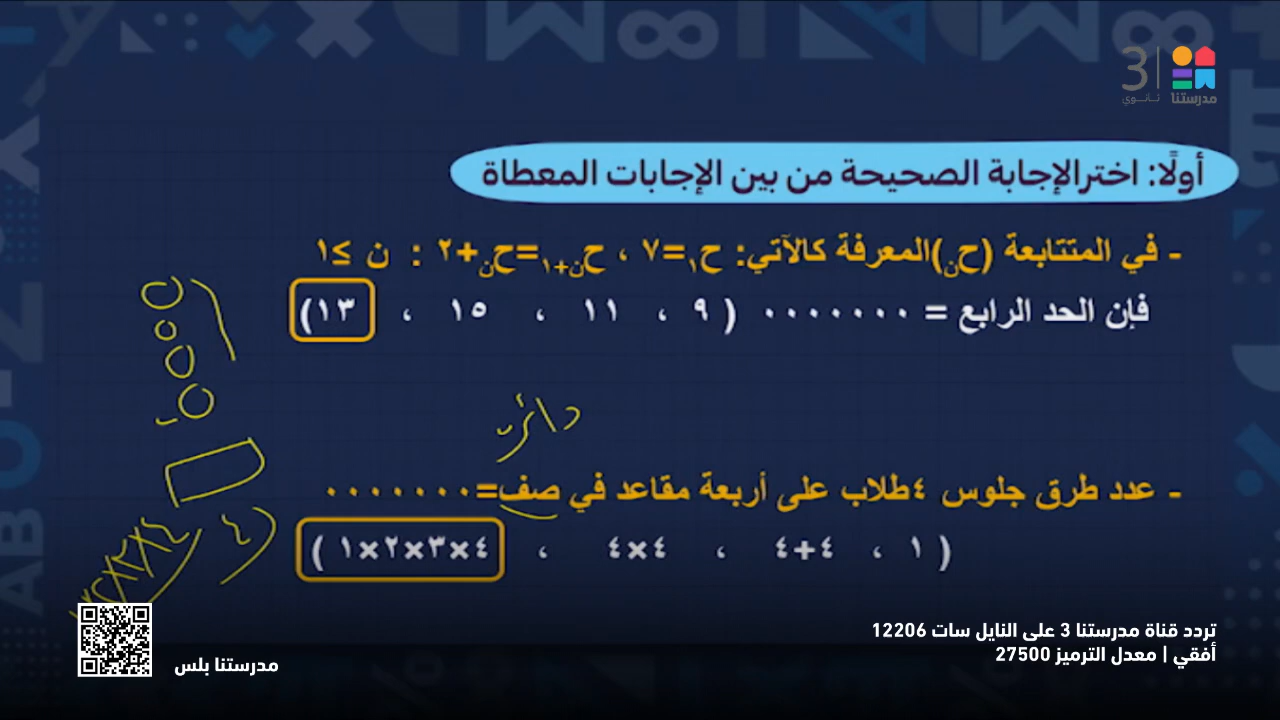 3
ثانوي
مدرستنا
أولًا: اخترالإجابة الصحيحة من بين الإجابات المعطاة
- في المتتابعة (حن)المعرفة كالآتي: ح١=٧ ، حن+١=حن+٢ : ن ≥١
فإن الحد الرابع = ٠٠٠٠٠٠٠٠ ( ٩ ، ١١ ، ١٥ ، ١٣)
- عدد طرق جلوس ٤طلاب على أربعة مقاعد في صف=٠٠٠٠٠٠٠٠
( ١ ، ٤+٤ ، ٤×٤ ، ٤×٣×٢×١ )
تردد قناة مدرستنا 3 على النايل سات 12206
أفقي | معدل الترميز 27500
مدرستنا بلس